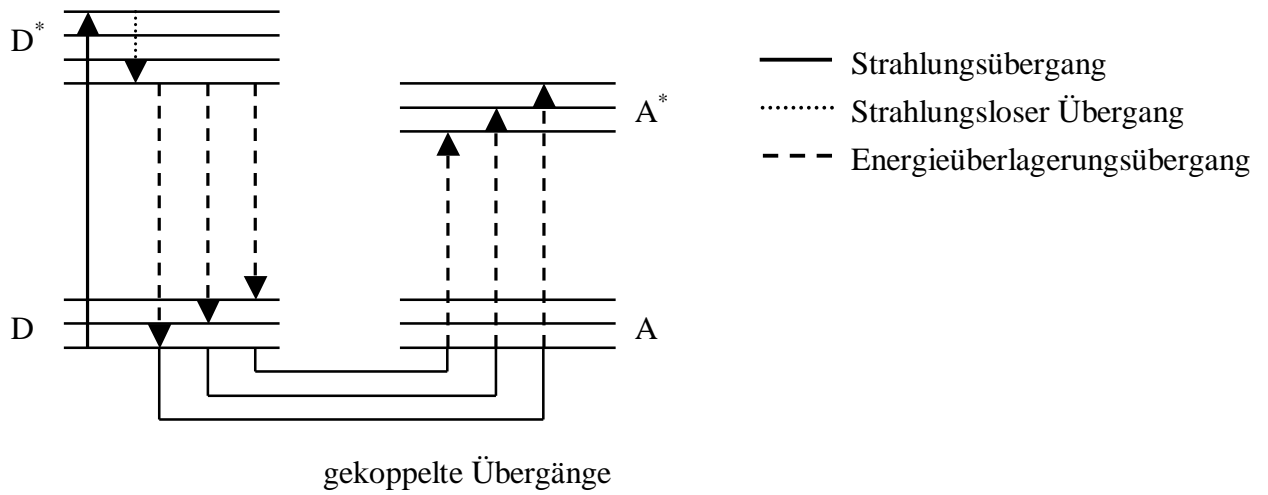 D*
A*
D
A
Strahlungsübergang
Strahlungsloser Übergang
Energieüberlagerungsübergang
gekoppelte Übergänge